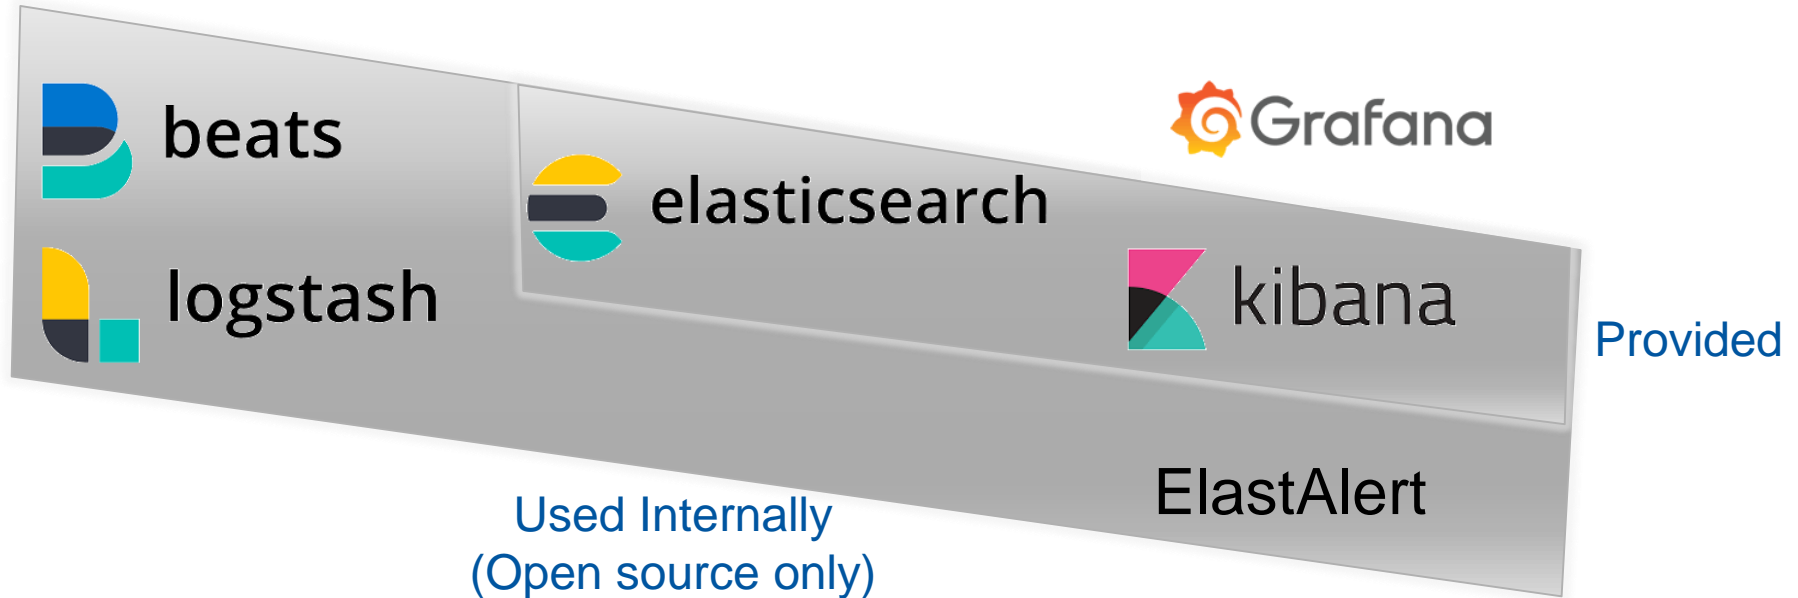 beats
logstash
elasticsearch
Grafana
kibana
Provided
ElastAlert
Used Internally
(Open source only)